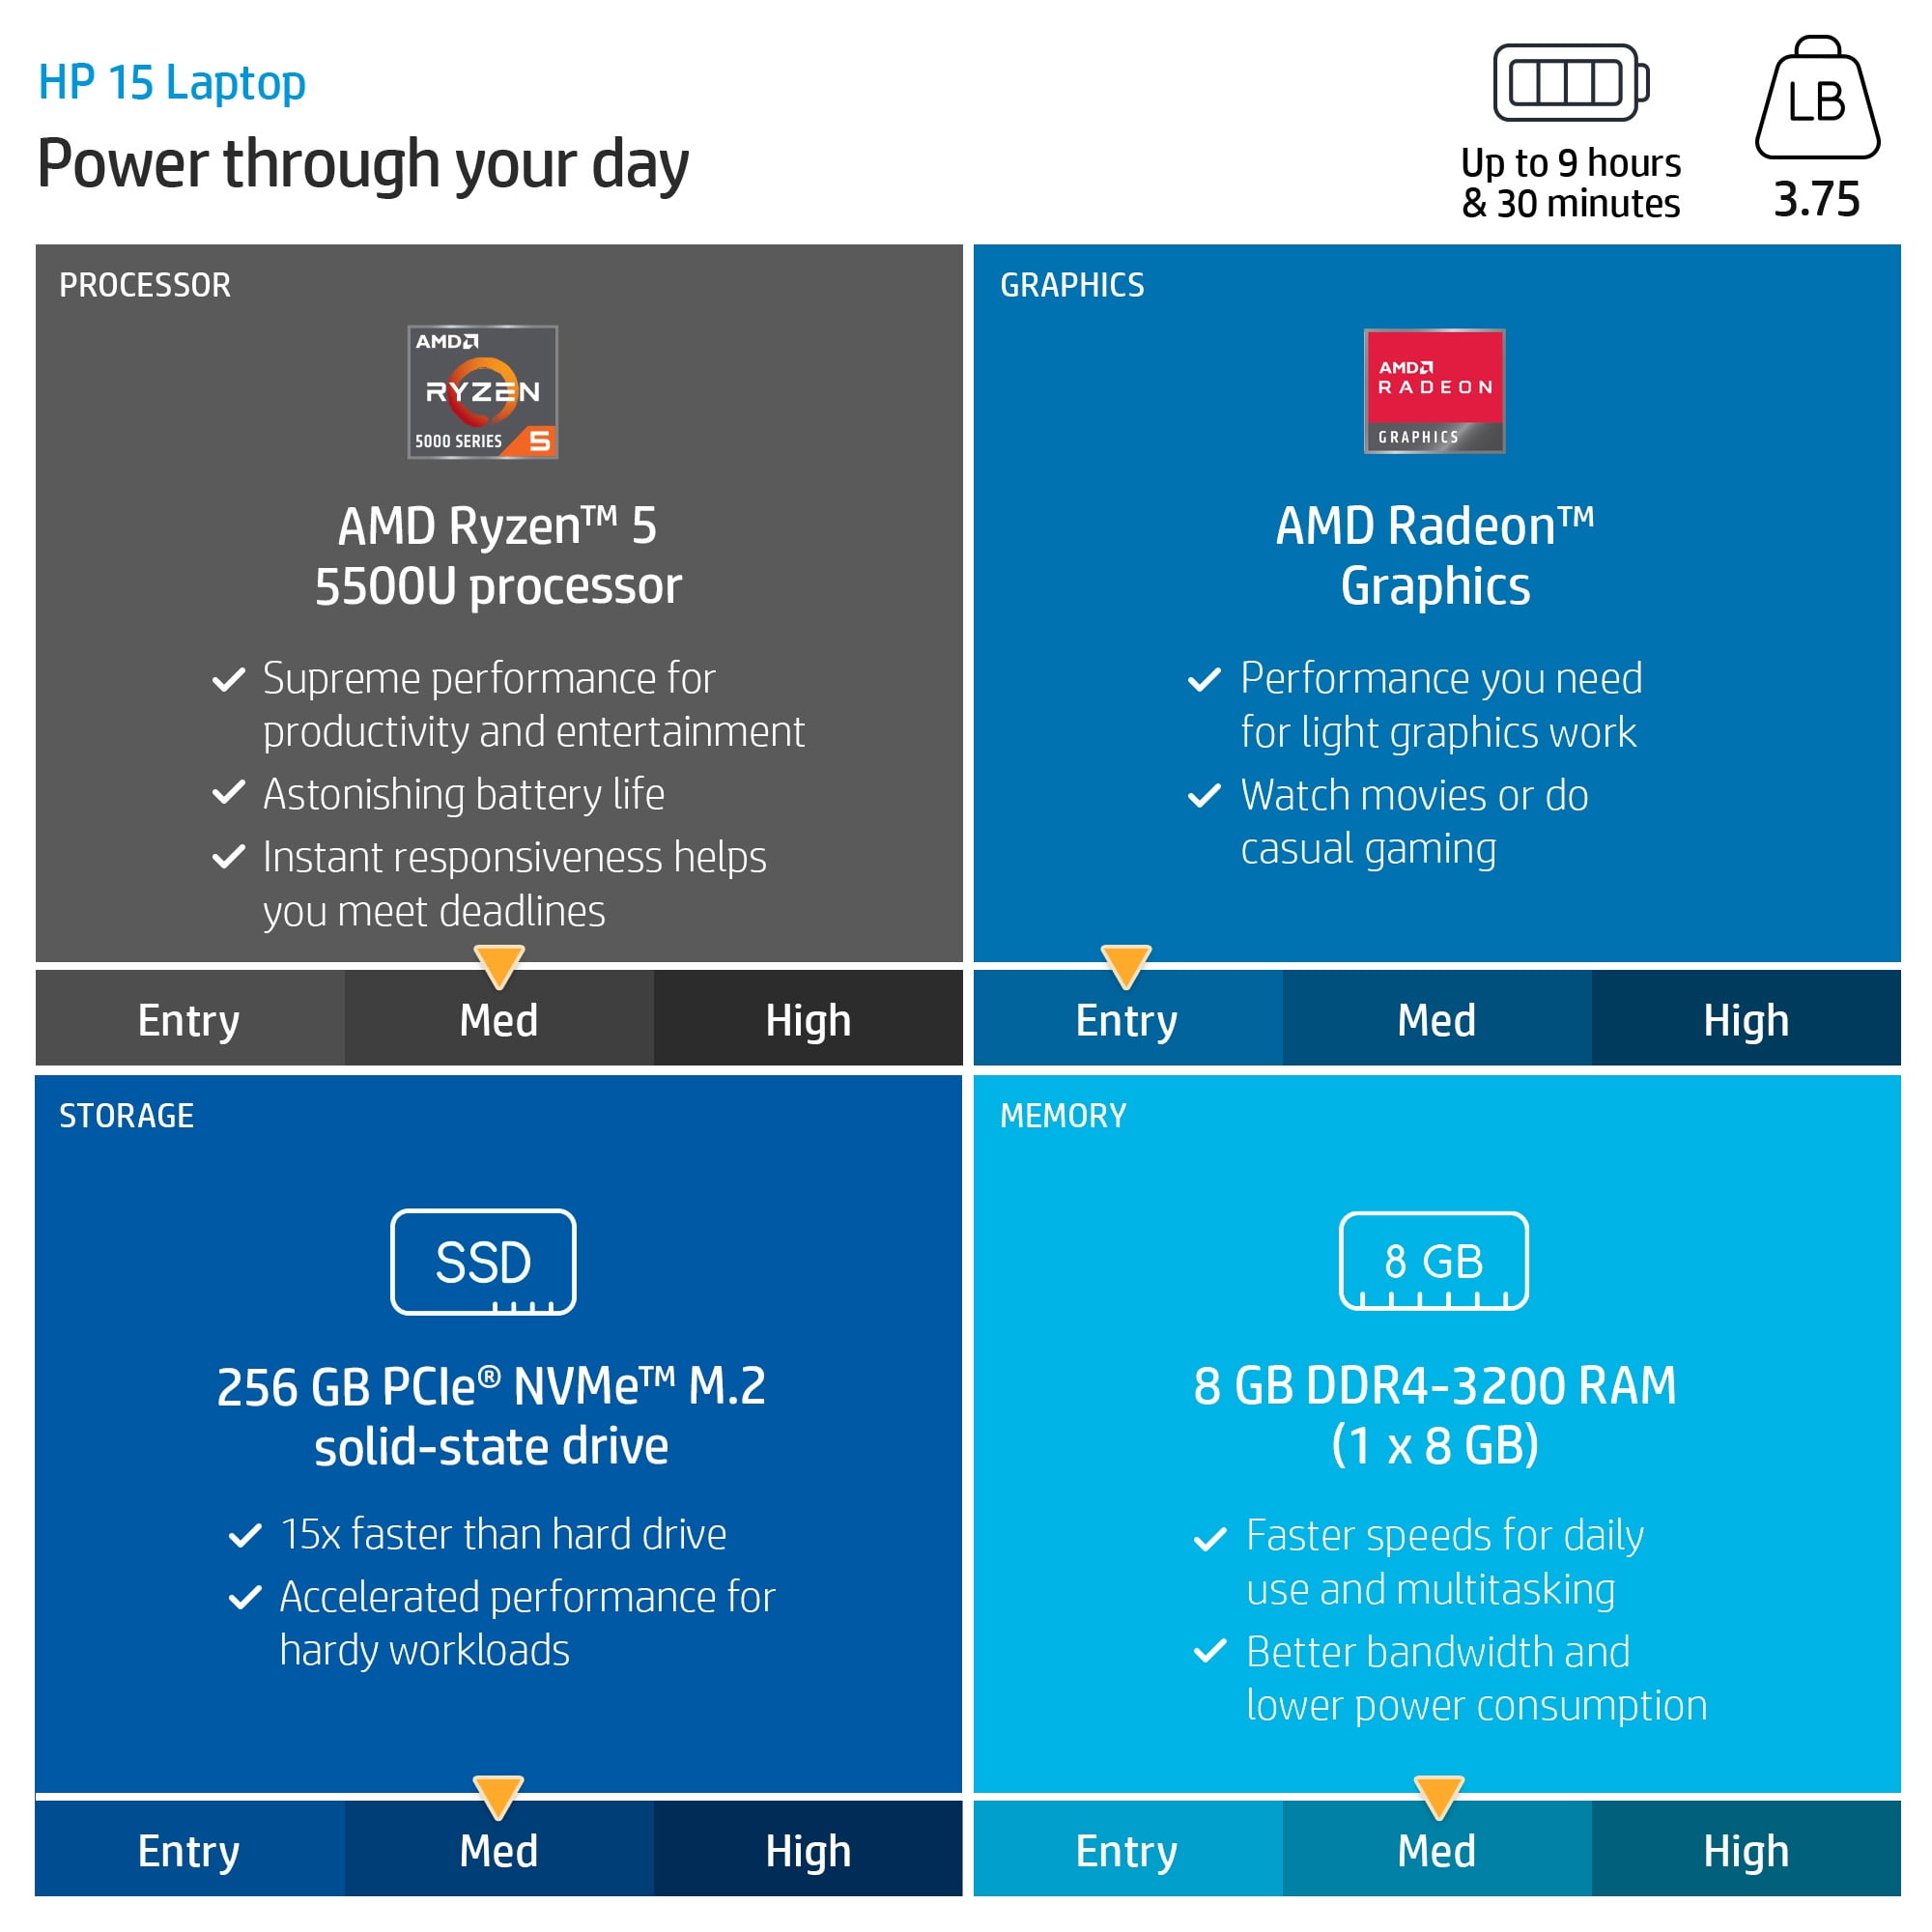 HP 15 Laptop
Power through your day
Up to 9 hours
& 30 minutes
LB
3.75
PROCESSOR
AMD
RYZEN
5000 SERIES 5
AMD Ryzen™ 5
5500U processor
Supreme performance for
productivity and entertainment
Astonishing battery life
Instant responsiveness helps
you meet deadlines
Entry Med High
GRAPHICS
AMD
RADEON
GRAPHICS
AMD Radeon™
Graphics
Performance you need
for light graphics work
Watch movies or do
casual gaming
Entry Med High
STORAGE
SSD
256 GB PCIe® NVMe™ M.2
solid-state drive
15x faster than hard drive
Accelerated performance for
hardy workloads
Entry Med High
MEMORY
8 GB
8 GB DDR4-3200 RAM
(1 x 8 GB)
Faster speeds for daily
use and multitasking
Better bandwidth and
lower power consumption
Entry Med High